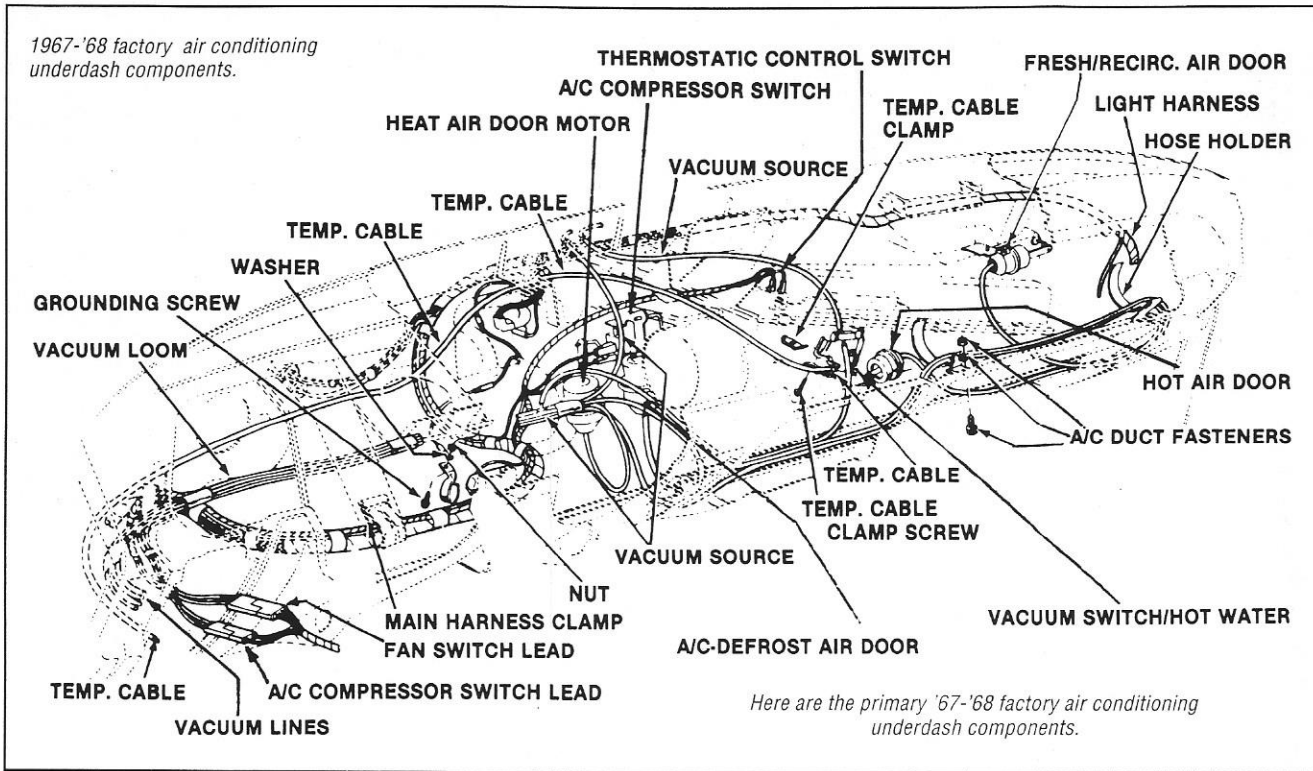 1967-'68 factory air conditioning
underdash components.
THERMOSTATIC CONTROL SWITCH
FRESH/RECIRC. AIR DOOR
A/C COMPRESSOR SWITCH
TEMP. CABLE
CLAMP
LIGHT HARNESS
HEAT AIR DOOR MOTOR
HOSE HOLDER
VACUUM SOURCE
TEMP. CABLE
TEMP. CABLE
WASHER
GROUNDING SCREW
VACUUM LOOM
HOT AIR DOOR
A/C DUCT FASTENERS
TEMP. CABLE
TEMP. CABLE
CLAMP SCREW
VACUUM SOURCE
NUT
VACUUM SWITCH/HOT WATER
MAIN HARNESS CLAMP
A/C-DEFROST AIR DOOR
FAN SWITCH LEAD
TEMP. CABLE
A/C COMPRESSOR SWITCH LEAD
VACUUM LINES
Here are the primary '67-'68 factory air conditioning
underdash components.